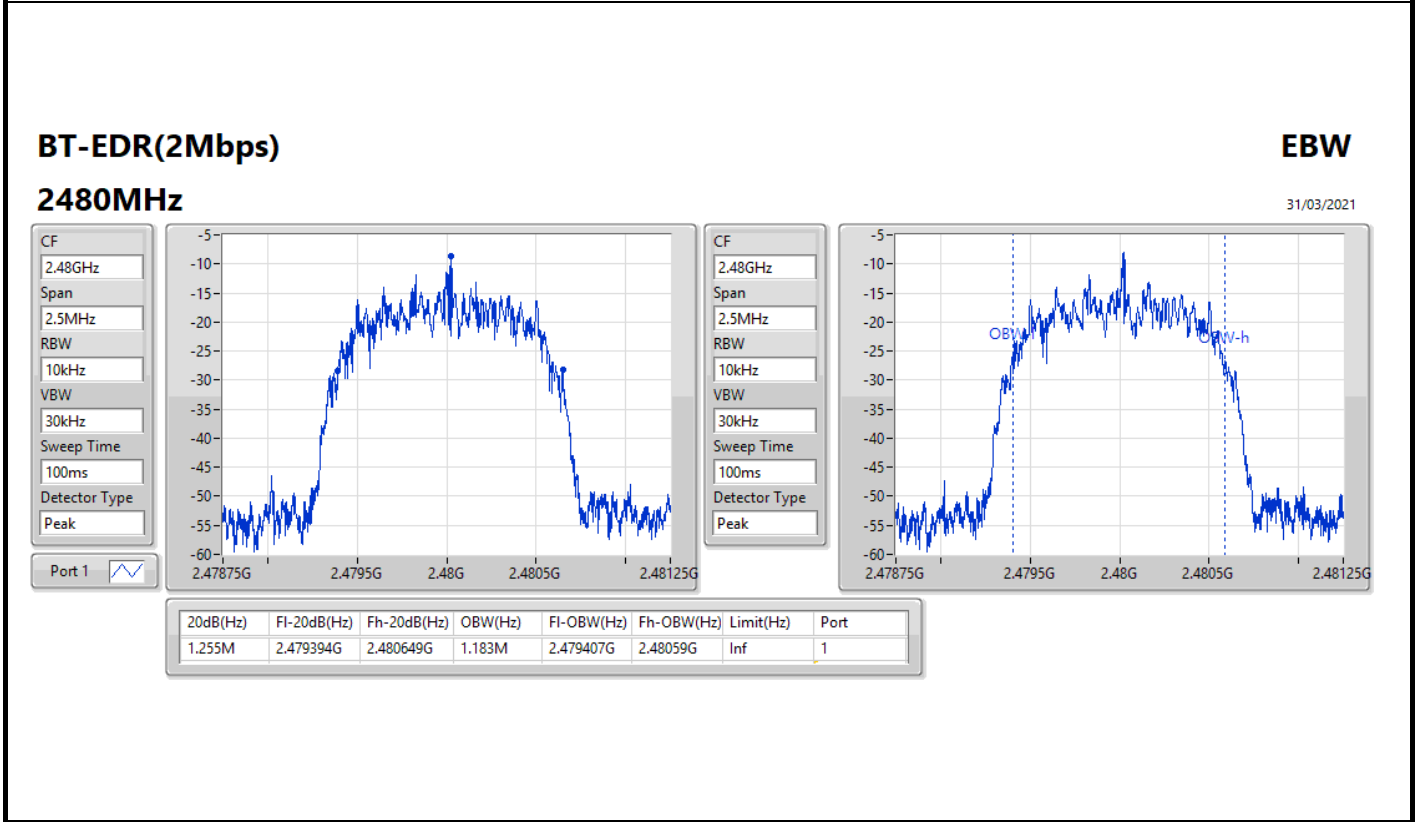 BT-EDR(2Mbps)
EBW
2480MHz
31/03/2021
CF
2.48GHz
Span
2.5MHz
RBW
10kHz
VBW
30kHz
Sweep Time
100ms
Detector Type
Peak
Port 1
-5
-10
-15
-20
-25
-30
-35
-40
-45
-50
-55
-60
2.47875G 2.4795G 2.48G 2.4805G 2.48125G
CF
2.48GHz
Span
2.5MHz
RBW
10kHz
VBW
30kHz
Sweep Time
100ms
Detector Type
Peak
-5
-10
-15
-20
-25
-30
-35
-40
-45
-50
-55
-60
OBW-h
2.47875G 2.4795G 2.48G 2.4805G 2.48125G
20dB(Hz) Fl-20dB(Hz) Fh-20dB(Hz) OBW(Hz) Fl-OBW(Hz) Fh-OBW(Hz) Limit(Hz) Port
1.255M 2.479394G 2.480649G 1.183M 2.479407G 2.48059G Inf 1